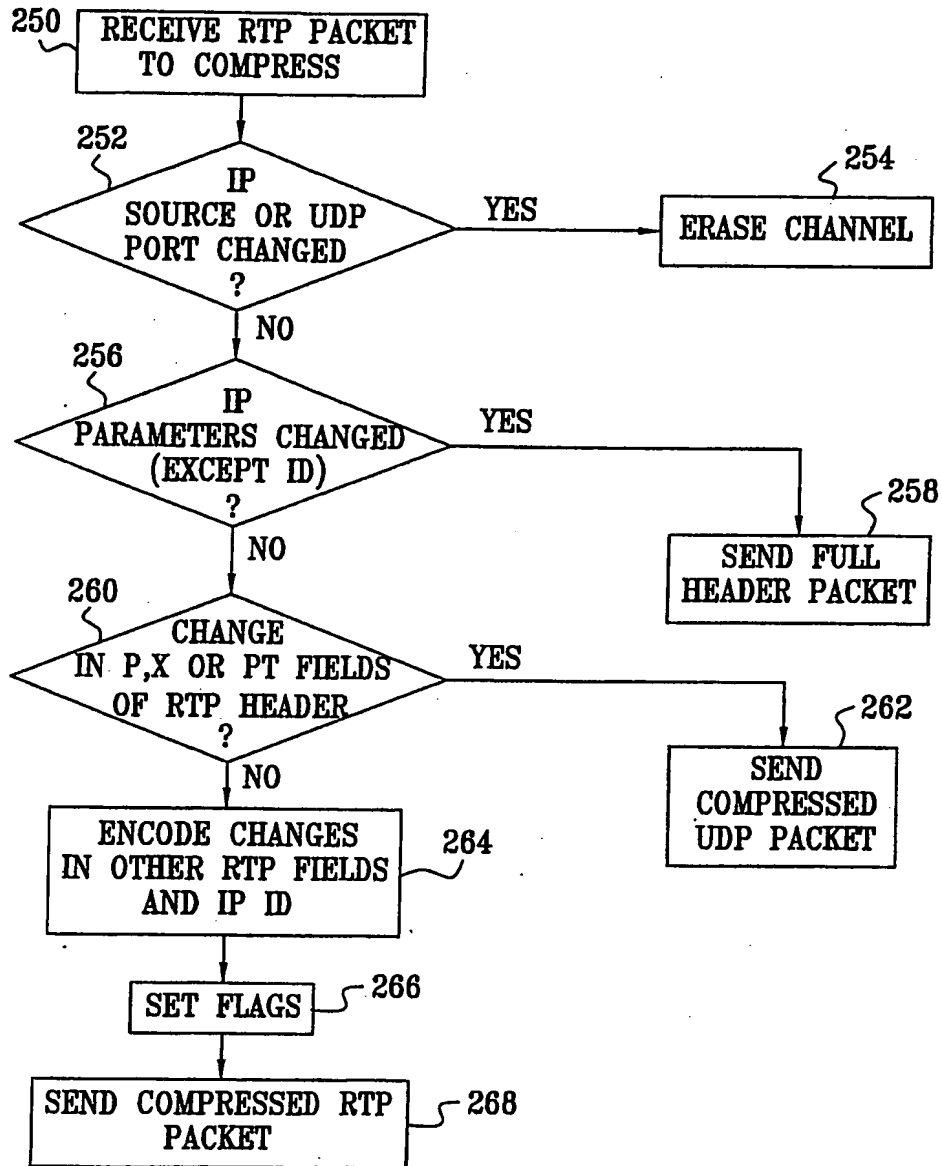 250
RECEIVE RTP PACKET
TO COMPRESS
252
IP
SOURCE OR UDP
PORT CHANGED
?
YES
254
ERASE CHANNEL
NO
256
IP
PARAMETERS CHANGED
(EXCEPT ID)
?
YES
258
SEND FULL
HEADER PACKET
NO
260
CHANGE
IN P,X OR PT FIELDS
OF RTP HEADER
?
YES
262
SEND
COMPRESSED
UDP PACKET
NO
ENCODE CHANGES
IN OTHER RTP FIELDS
AND IP ID
264
SET FLAGS
266
SEND COMPRESSED RTP
PACKET
268